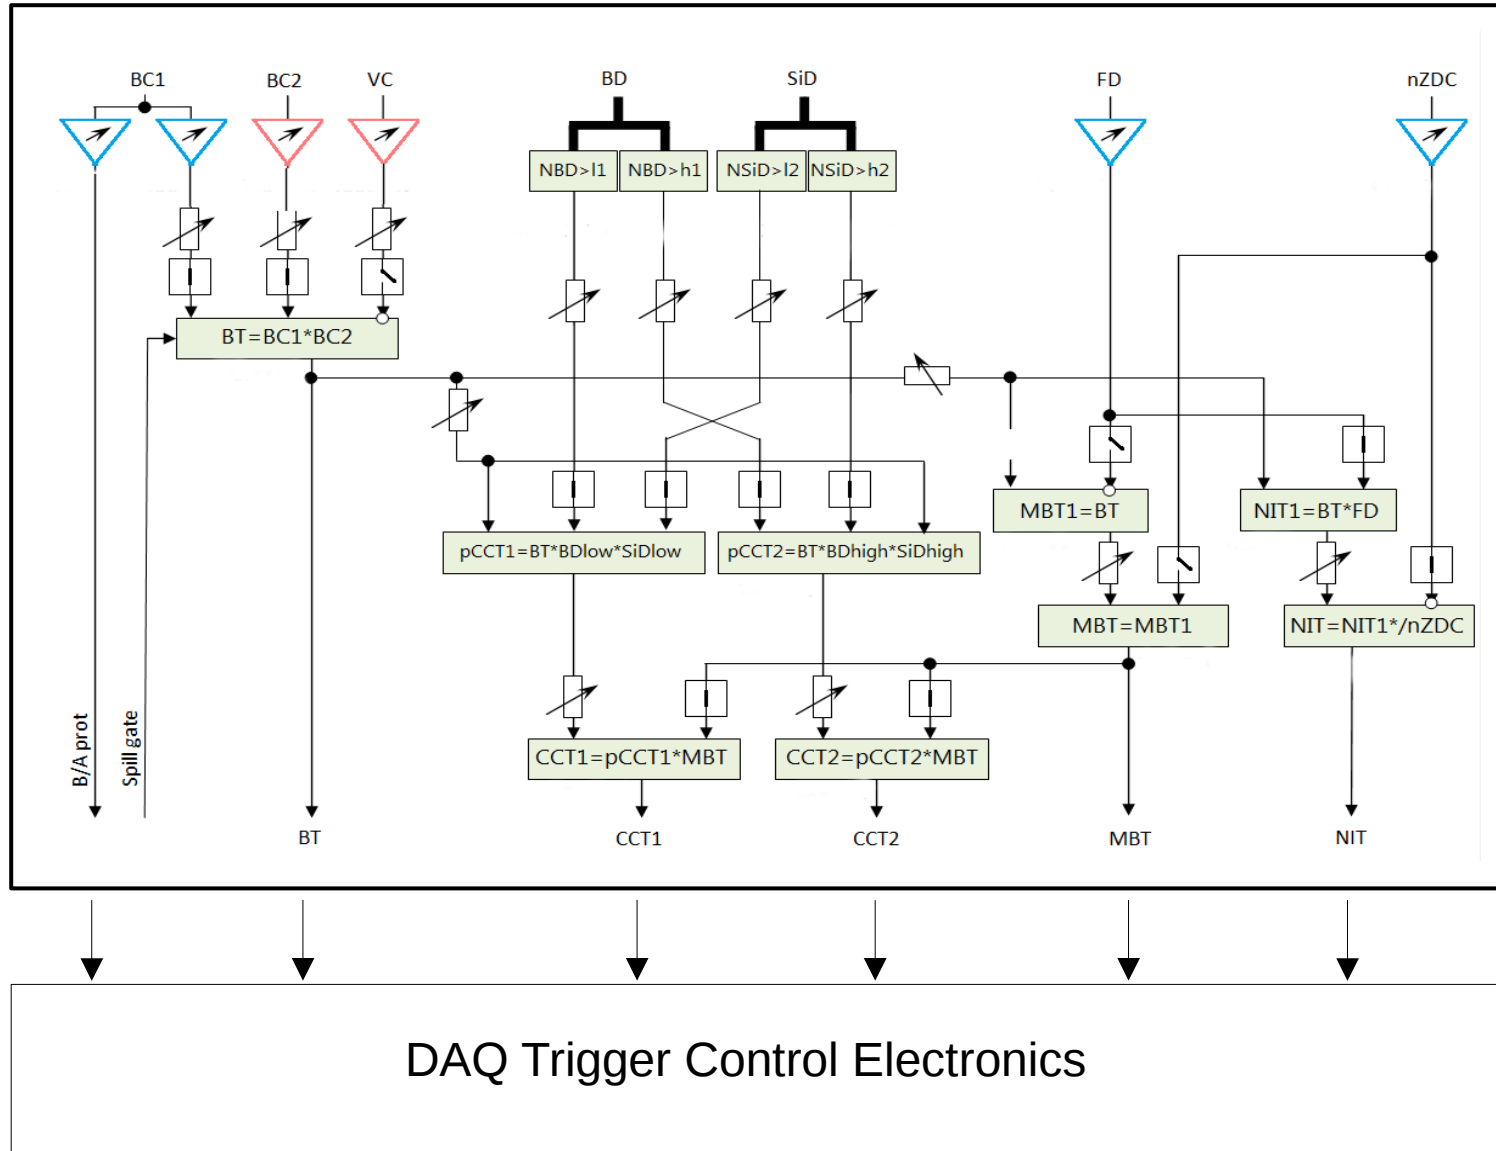 BC1
BC2
VC
BD
SiD
FD
nZDC
NBD>l1
NBD>h1
NSiD>l2
NSiD>h2
BT=BC1*BC2
MBT1=BT
NIT1=BT*FD
pCCT1=BT*BDlow*SiDlow
pCCT2=BT*BDhigh*SiDhigh
MBT=MBT1
NIT=NIT1*/nZDC
B/A prot
Spill gate
CCT1=pCCT1*MBT
CCT2=pCCT2*MBT
BT
CCT1
CCT2
MBT
NIT
DAQ Trigger Control Electronics